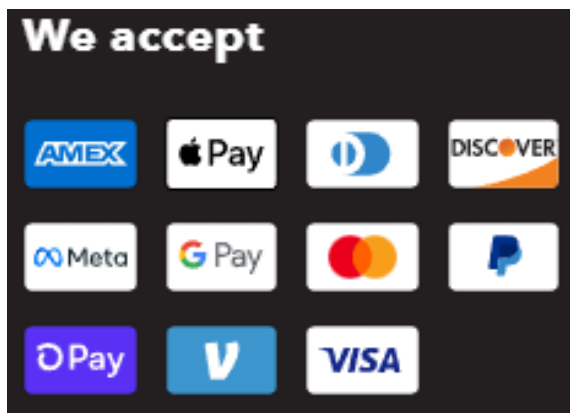 We accept
AMEX Pay DISCOVER
Meta G Pay P
Pay V VISA